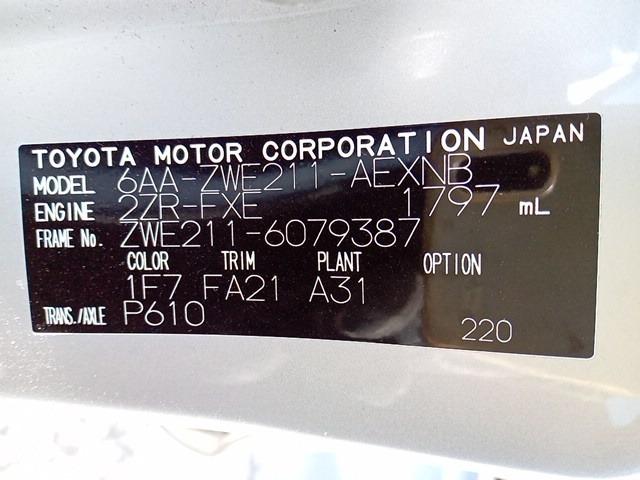 TOYOTA MOTOR CORPORATION JAPAN
MODEL 6AA-ZWE211-AEXNB
ENGINE 2ZR-FXE 1797 mL
FRAME No. ZWE211-6079387
COLOR TRIM PLANT OPTION
1F7 FA21 A31
TRANS./AXLE P610
220